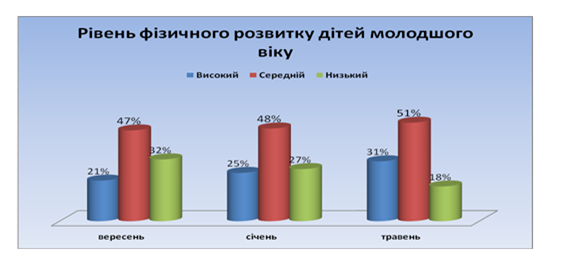 Рівень фізичного розвитку дітей молодшого
віку
Високий Середній Низький
21% 47% 32% 25% 48% 27% 31% 51% 18%
вересень січень травень